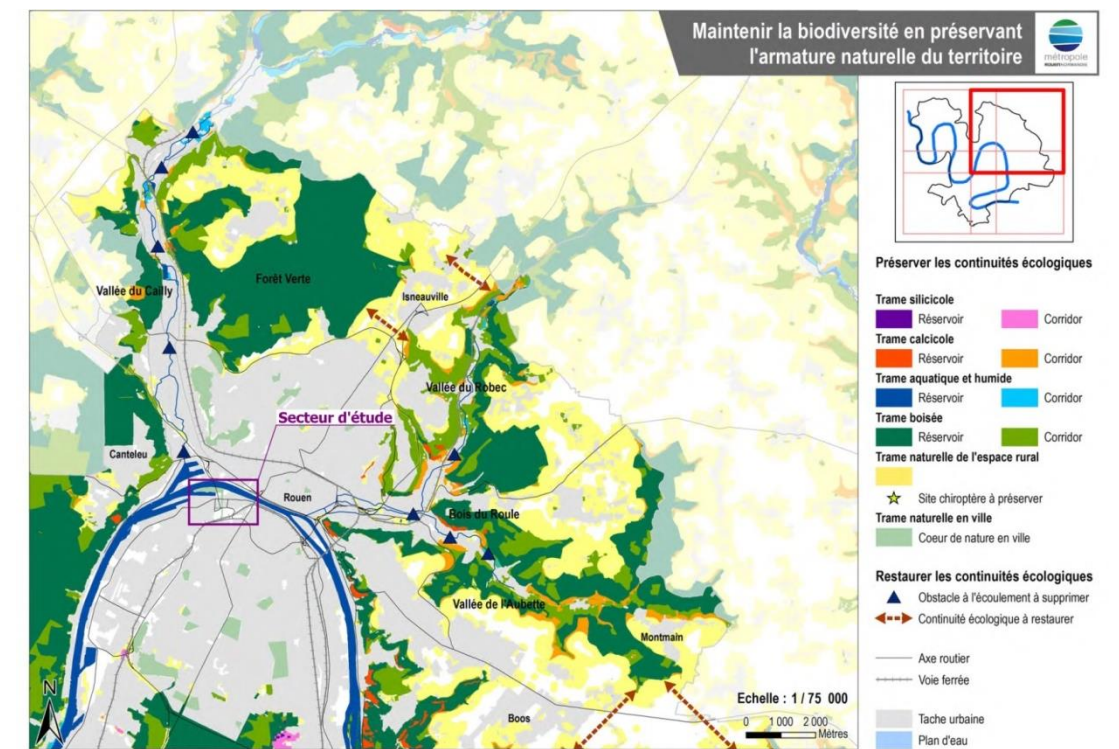 Maintenir la biodiversité en préservant
l'armature naturelle du territoire
métropole
ROUENNORMANDIE
Préserver les continuités écologiques
Trame silicicole
Réservoir
Corridor
Trame calcicole
Réservoir
Corridor
Trame aquatique et humide
Réservoir
Corridor
Trame boisée
Réservoir
Corridor
Trame naturelle de l'espace rural
Site chiroptère à préserver
Trame naturelle en ville
Coeur de nature en ville
Restaurer les continuités écologiques
Obstacle à l'écoulement à supprimer
Continuité écologique à restaurer
Axe routier
Voie ferrée
Tache urbaine
Plan d'eau
Vallée du Cailly
Forêt Verte
Isneauville
Vallée du Robec
Secteur d'étude
Canteleu
Rouen
Bois du Roule
Vallée de l'Aubette
Montmain
Boos
N
Echelle : 1 / 75 000
0 1 000 2 000
Mètres